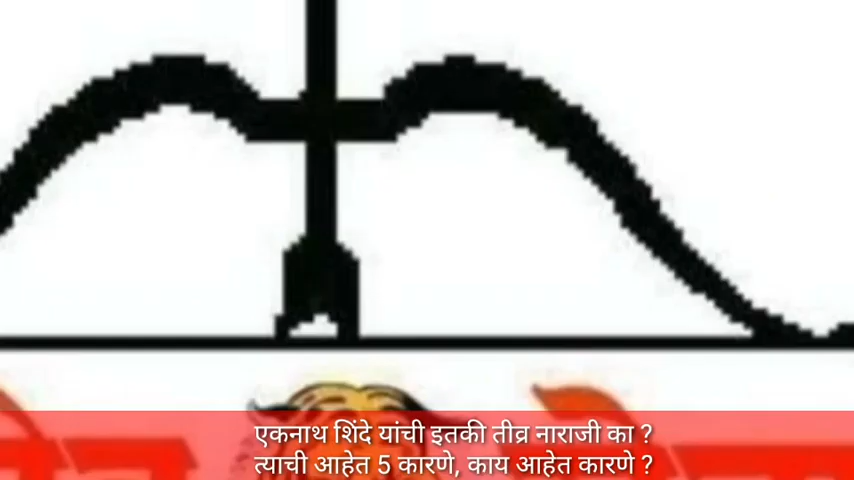 एकनाथ शिंदे यांची इतकी तीव्र नाराजी का ?
त्याची आहेत 5 कारणे, काय आहेत कारणे ?